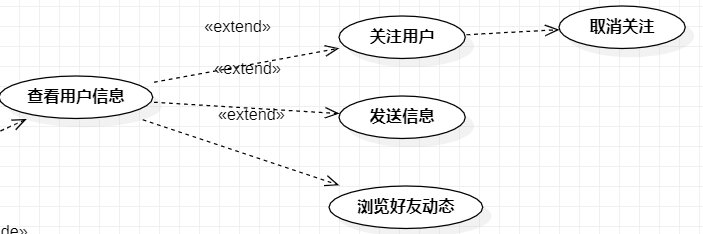 «extend»
关注用户
取消关注
«extend»
查看用户信息
«extend»
发送信息
浏览好友动态
de»